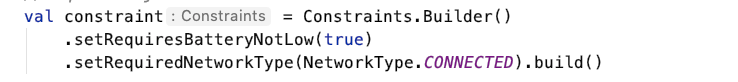 val constraint : Constraints = Constraints.Builder()
.setRequiresBatteryNotLow(true)
.setRequiredNetworkType(NetworkType.CONNECTED).build()